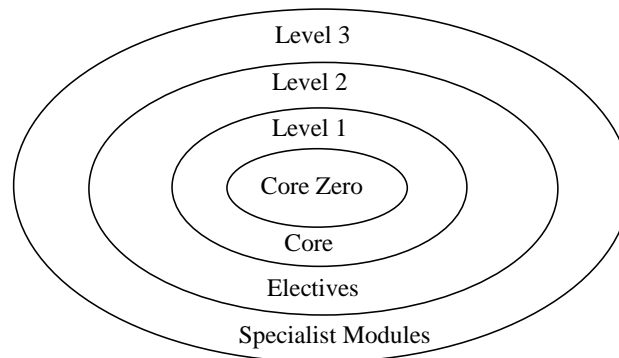 Level 3
Level 2
Level 1
Core Zero
Core
Electives
Specialist Modules